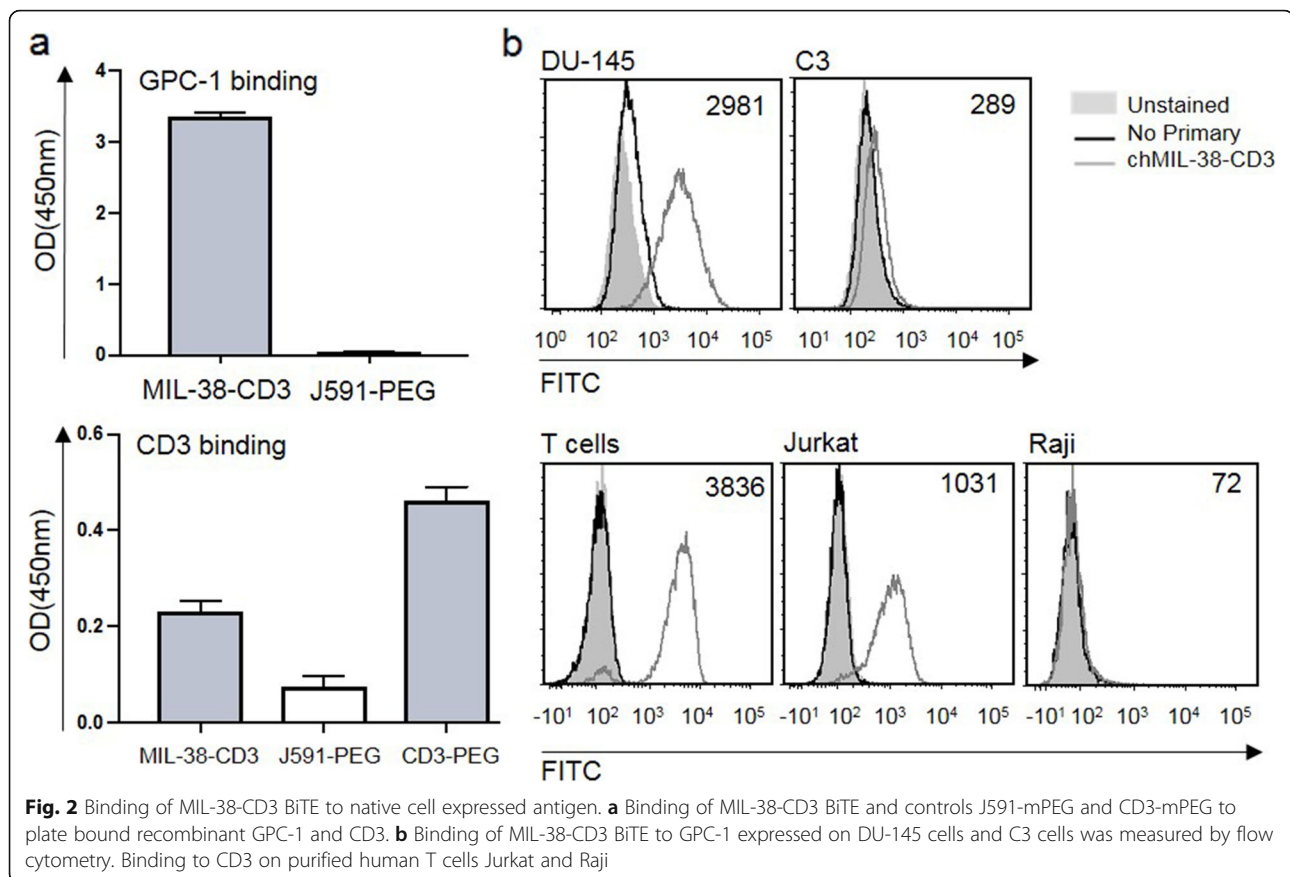 a
GPC-1 binding
OD(450nm)
4
3
2
1
0
MIL-38-CD3 J591-PEG
CD3 binding
OD(450nm)
0.6
0.4
0.2
0.0
MIL-38-CD3 J591-PEG CD3-PEG
b
DU-145
2981
10⁰ 10² 10³ 10⁴ 10⁵
C3
289
10¹ 10² 10³ 10⁴ 10⁵
FITC
Unstained
No Primary
chMIL-38-CD3
T cells
3836
-10¹ 10² 10³ 10⁴ 10⁵
Jurkat
1031
-10¹ 10² 10³ 10⁴ 10⁵
Raji
72
-10¹ 10² 10³ 10⁴ 10⁵
FITC
Fig. 2 Binding of MIL-38-CD3 BiTE to native cell expressed antigen. a Binding of MIL-38-CD3 BiTE and controls J591-mPEG and CD3-mPEG to
plate bound recombinant GPC-1 and CD3. b Binding of MIL-38-CD3 BiTE to GPC-1 expressed on DU-145 cells and C3 cells was measured by flow
cytometry. Binding to CD3 on purified human T cells Jurkat and Raji